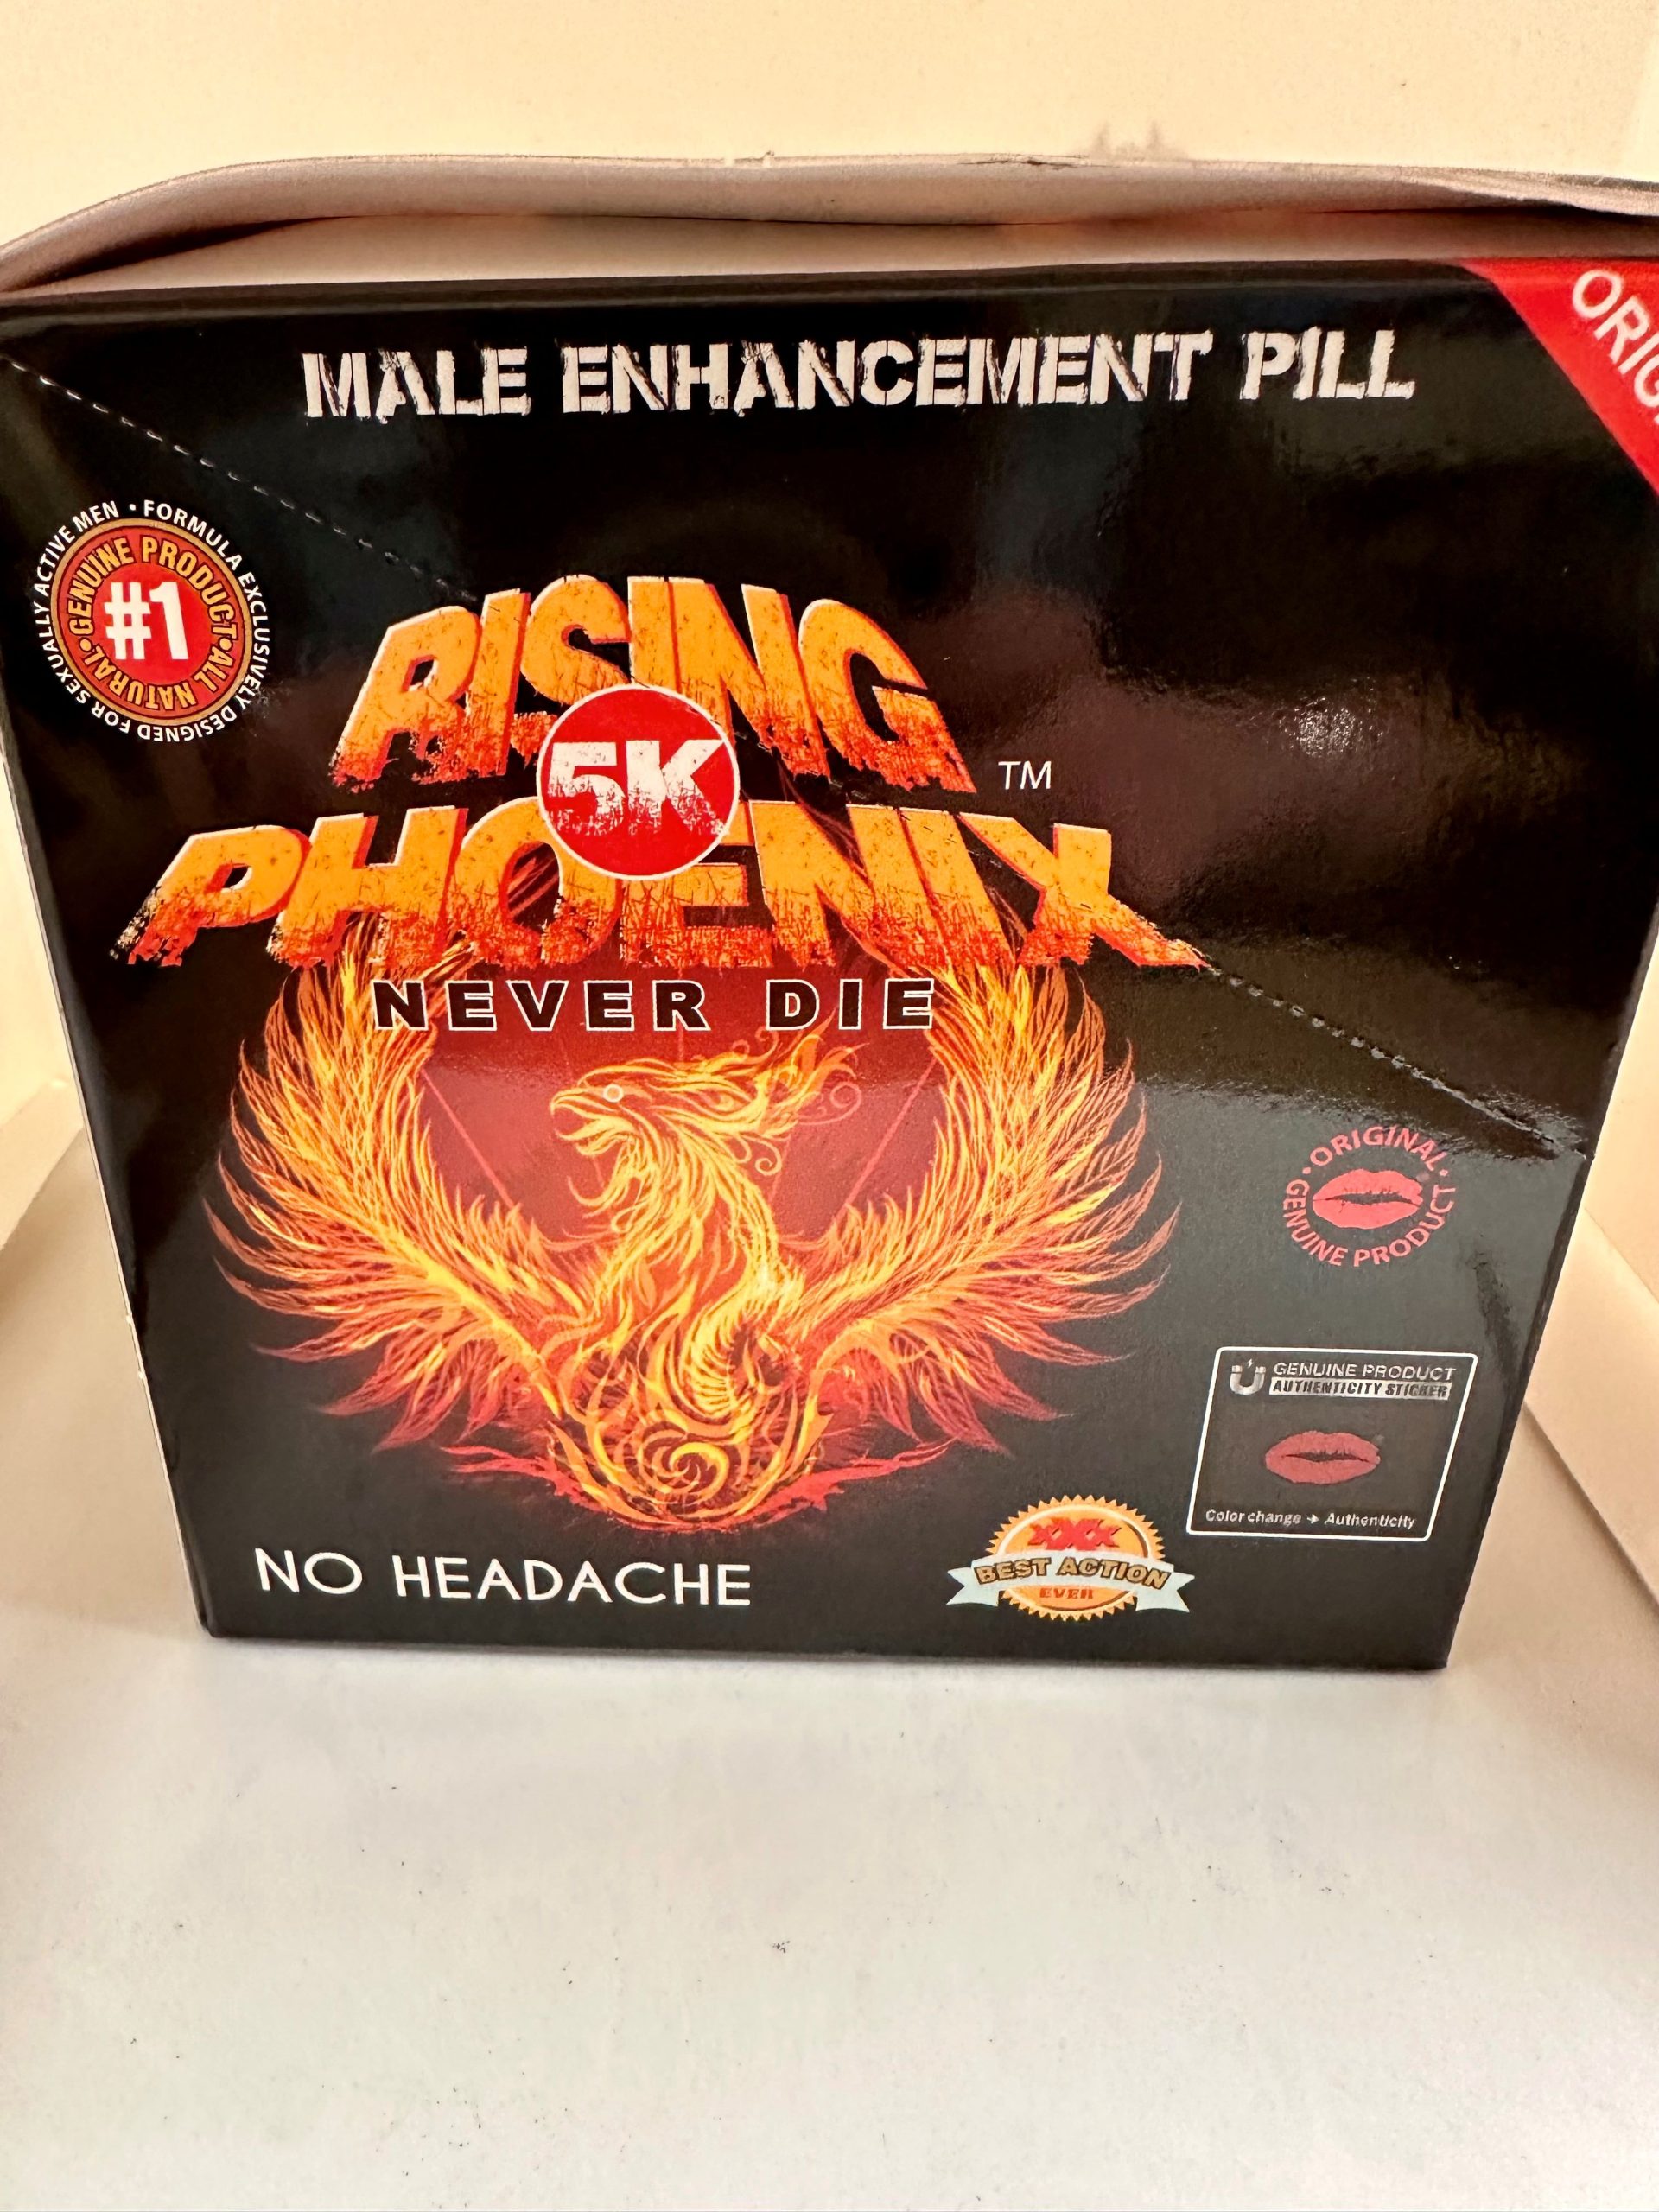 MALE ENHANCEMENT PILL
#1
GENUINE PRODUCT • ALL NATURAL •
FORMULA EXCLUSIVELY DESIGNED FOR SEXUALLY ACTIVE MEN •
RISING
5K
TM
PHOENIX
NEVER DIE
• ORIGINAL •
GENUINE PRODUCT
GENUINE PRODUCT
AUTHENTICITY STICKER
Color change → Authenticity
NO HEADACHE
XXX
BEST ACTION
EVER